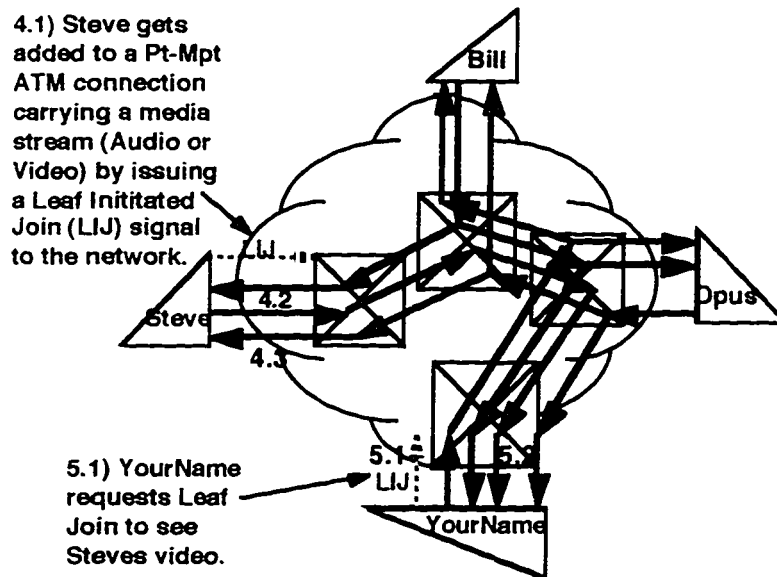 4.1) Steve gets
added to a Pt-Mpt
ATM connection
carrying a media
stream (Audio or
Video) by issuing
a Leaf Inititated
Join (LIJ) signal
to the network.
Bill
LIJ
Opus
4.2
Steve
4.3
5.1
5.2
LIJ
YourName
5.1) YourName
requests Leaf
Join to see
Steves video.